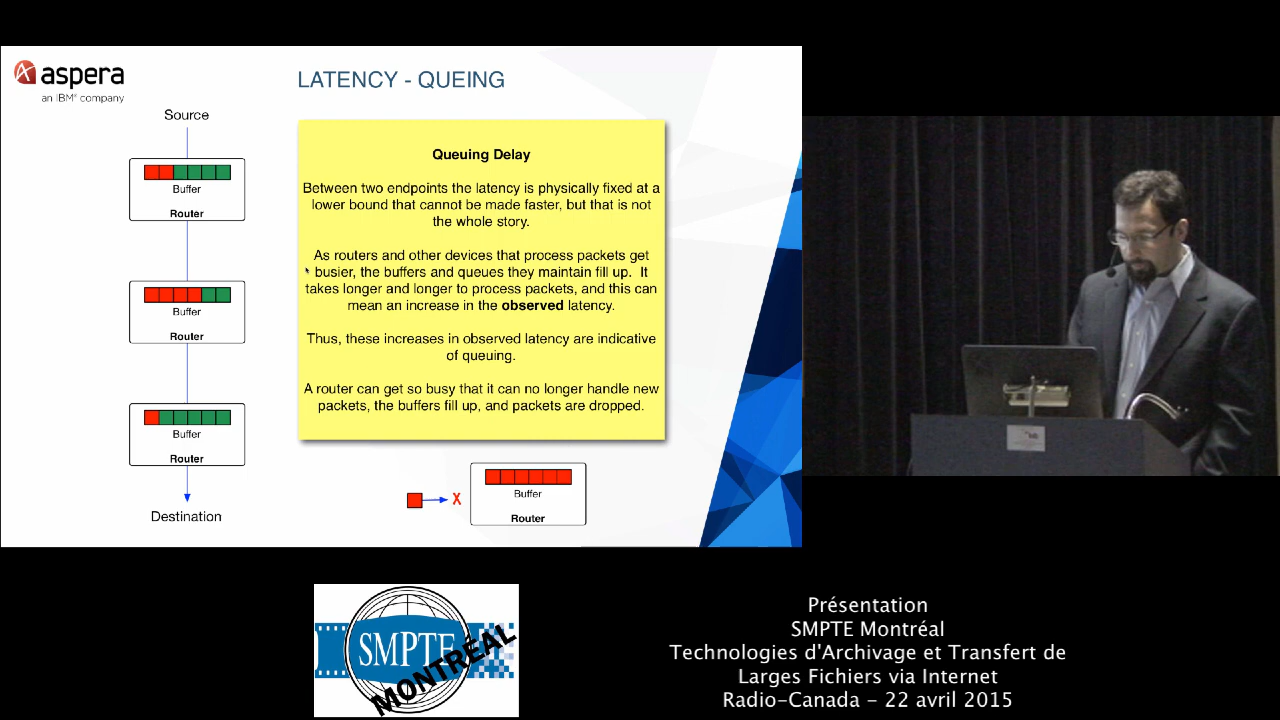 aspera
an IBM® company
LATENCY - QUEING
Source
Buffer
Router
Buffer
Router
Buffer
Router
Destination
Queuing Delay
Between two endpoints the latency is physically fixed at a
lower bound that cannot be made faster, but that is not
the whole story.
As routers and other devices that process packets get
busier, the buffers and queues they maintain fill up.  It
takes longer and longer to process packets, and this can
mean an increase in the observed latency.
Thus, these increases in observed latency are indicative
of queuing.
A router can get so busy that it can no longer handle new
packets, the buffers fill up, and packets are dropped.
X
Buffer
Router
SMPTE
MONTRÉAL
Présentation
SMPTE Montréal
Technologies d'Archivage et Transfert de
Larges Fichiers via Internet
Radio-Canada - 22 avril 2015